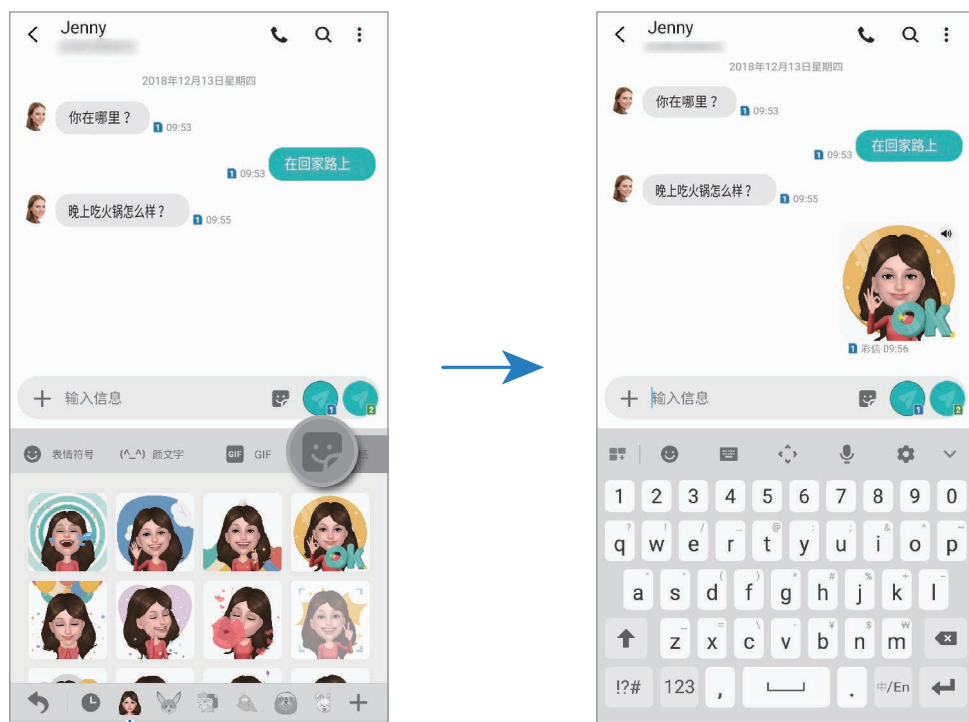 Jenny
2018年12月13日星期四
你在哪里？
1 09:53
在回家路上
1 09:53
晚上吃火锅怎么样？
1 09:55
输入信息
1
2
表情符号
(^_^) 颜文字
GIF GIF
OK
Jenny
2018年12月13日星期四
你在哪里？
1 09:53
在回家路上
1 09:53
晚上吃火锅怎么样？
1 09:55
OK
1 彩信 09:56
输入信息
1
2
1 2 3 4 5 6 7 8 9 0
q w e r t y u i o p
a s d f g h j k l
z x c v b n m
!?# 123 , . 中/En